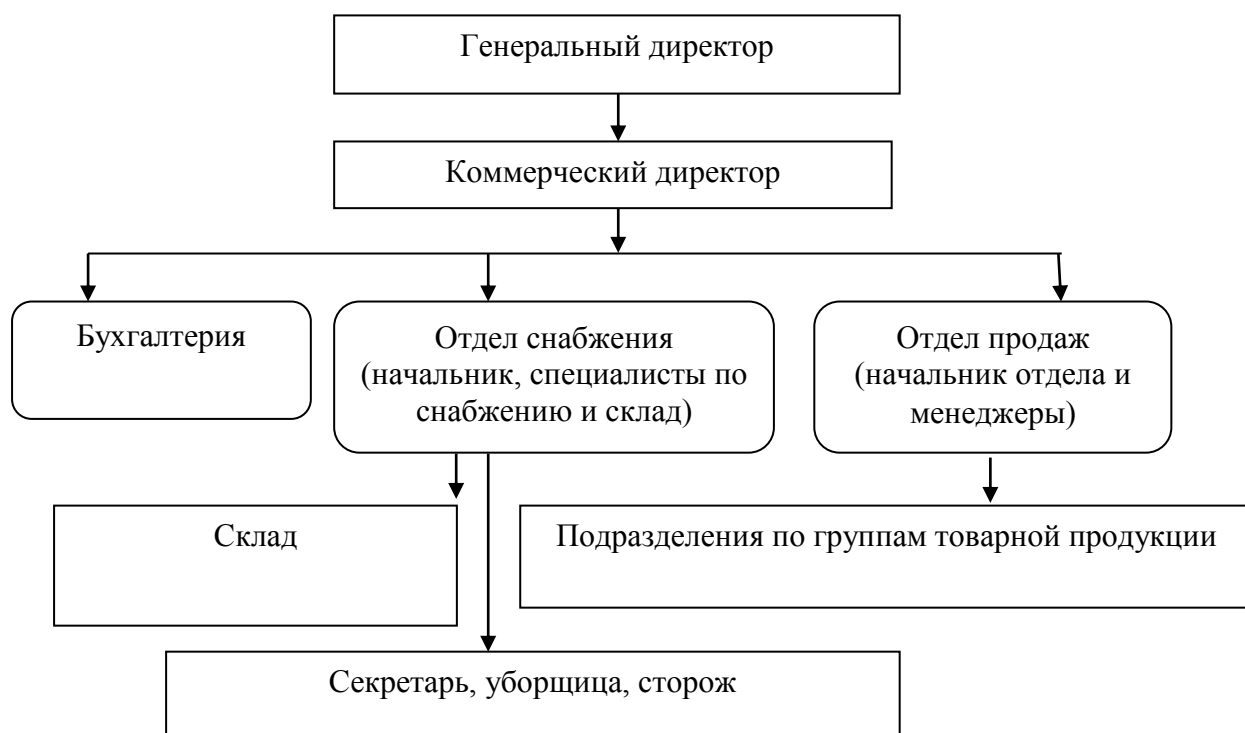 Генеральный директор
Коммерческий директор
Бухгалтерия
Отдел снабжения
(начальник, специалисты по
снабжению и склад)
Отдел продаж
(начальник отдела и
менеджеры)
Склад
Подразделения по группам товарной продукции
Секретарь, уборщица, сторож